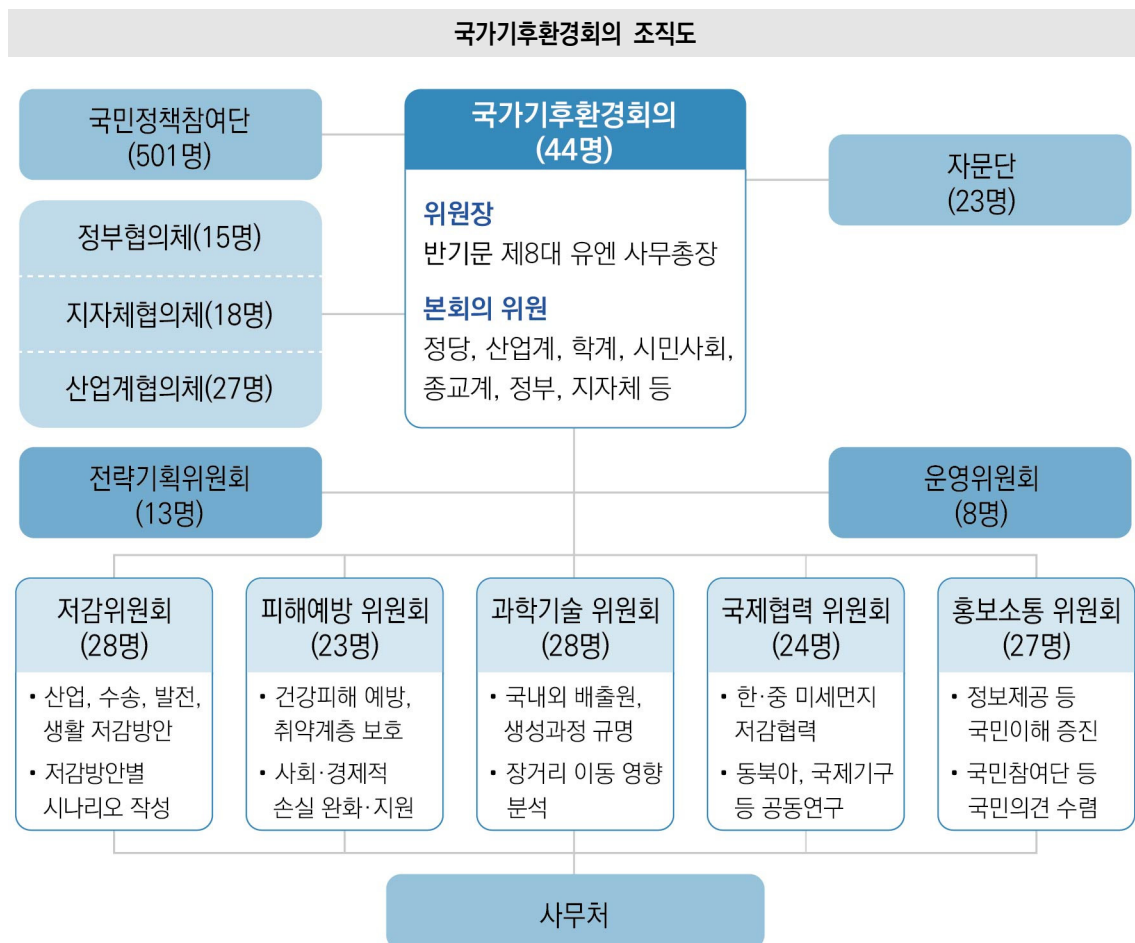 국가기후환경회의 조직도
국민정책참여단
(501명)
정부협의체(15명)
지자체협의체(18명)
산업계협의체(27명)
국가기후환경회의
(44명)
위원장
반기문 제8대 유엔 사무총장
본회의 위원
정당, 산업계, 학계, 시민사회,
종교계, 정부, 지자체 등
자문단
(23명)
전략기획위원회
(13명)
운영위원회
(8명)
저감위원회
(28명)
• 산업, 수송, 발전,
생활 저감방안
• 저감방안별
시나리오 작성
피해예방 위원회
(23명)
• 건강피해 예방,
취약계층 보호
• 사회·경제적
손실 완화·지원
과학기술 위원회
(28명)
• 국내외 배출원,
생성과정 규명
• 장거리 이동 영향
분석
국제협력 위원회
(24명)
• 한·중 미세먼지
저감협력
• 동북아, 국제기구
등 공동연구
홍보소통 위원회
(27명)
• 정보제공 등
국민이해 증진
• 국민참여단 등
국민의견 수렴
사무처